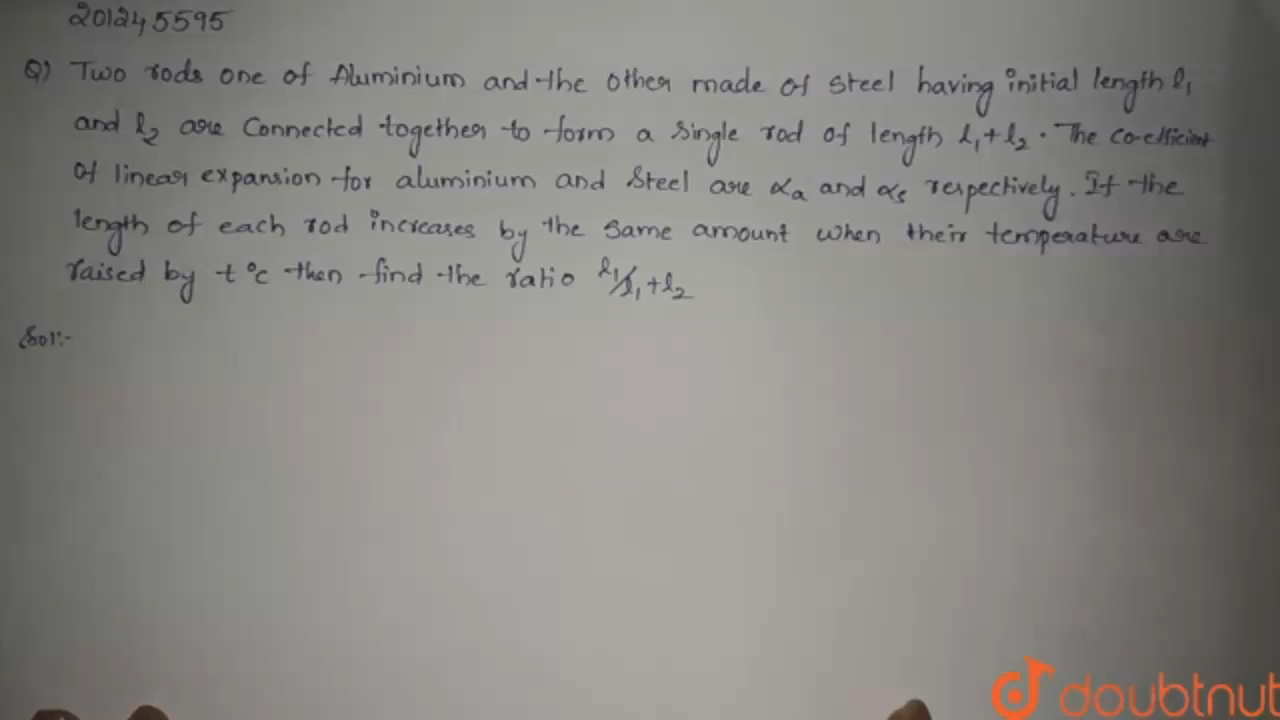 201245595
Q) Two rods one of Aluminium and the other made of steel having initial length l₁
and l₂ are Connected together to form a single rod of length l₁+l₂. The co-efficient
of linear expansion for aluminium and steel are αₐ and αₛ respectively. If the
length of each rod increases by the same amount when their temperature are
raised by t°c then find the ratio l₁/l₁+l₂
Sol:-
doubtnut